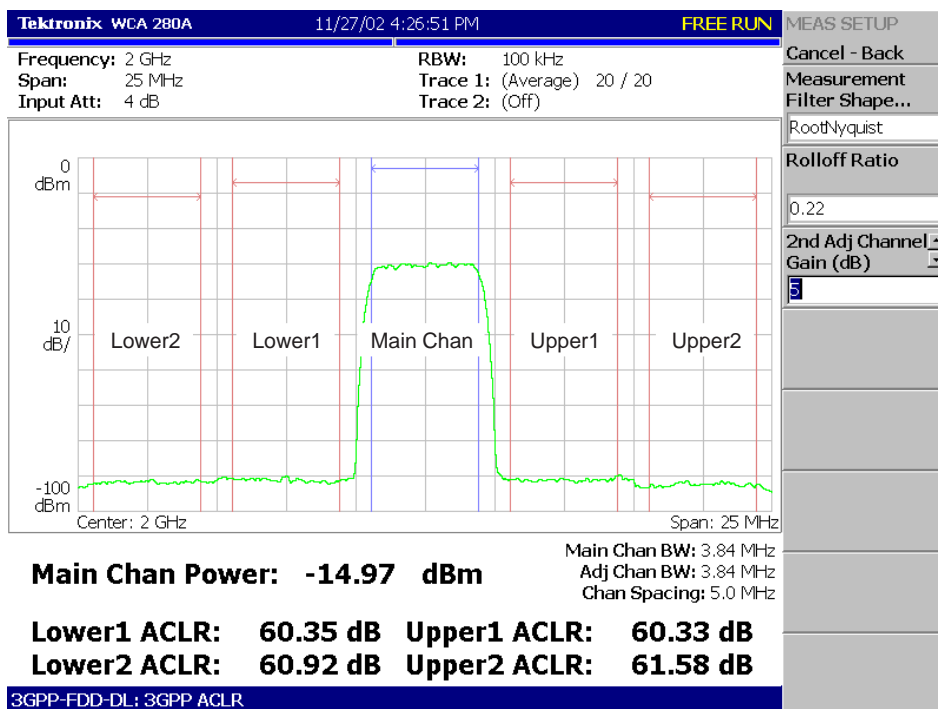 Tektronix WCA 280A 11/27/02 4:26:51 PM FREE RUN
Frequency: 2 GHz RBW: 100 kHz
Span: 25 MHz Trace 1: (Average) 20 / 20
Input Att: 4 dB Trace 2: (Off)
0
dBm
10
dB/
Lower2 Lower1 Main Chan Upper1 Upper2
-100
dBm
Center: 2 GHz Span: 25 MHz
Main Chan BW: 3.84 MHz
Main Chan Power: -14.97 dBm Adj Chan BW: 3.84 MHz
Chan Spacing: 5.0 MHz
Lower1 ACLR: 60.35 dB Upper1 ACLR: 60.33 dB
Lower2 ACLR: 60.92 dB Upper2 ACLR: 61.58 dB
3GPP-FDD-DL: 3GPP ACLR
MEAS SETUP
Cancel - Back
Measurement
Filter Shape...
RootNyquist
Rolloff Ratio
0.22
2nd Adj Channel
Gain (dB)
5